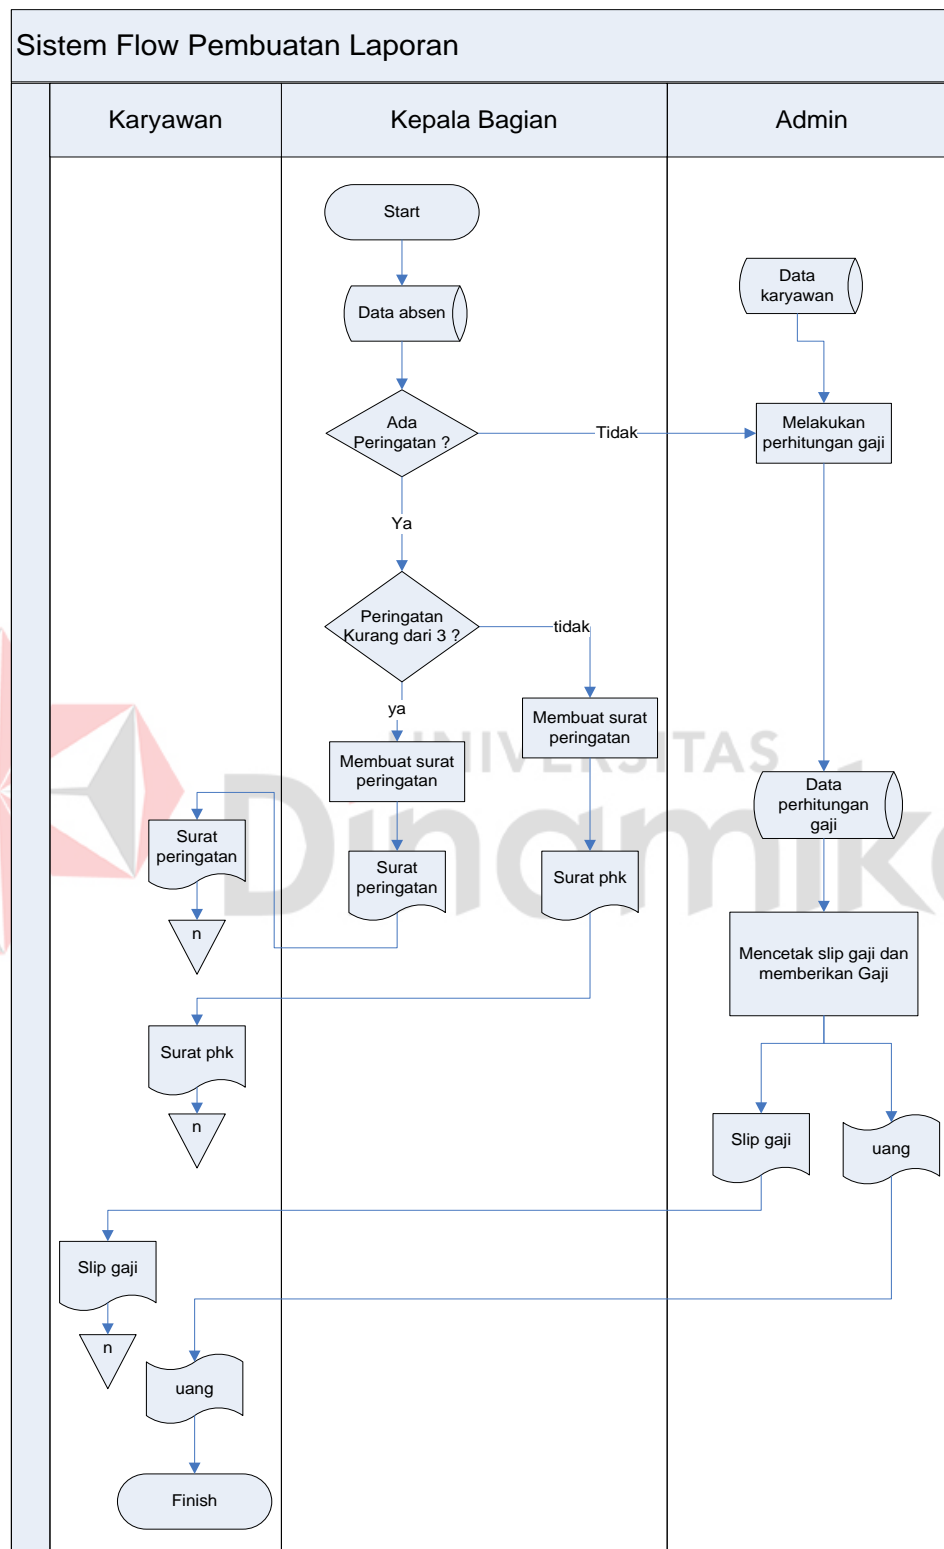 Sistem Flow Pembuatan Laporan
Karyawan
Kepala Bagian
Admin
Start
Data
karyawan
Data absen
Ada
Peringatan ?
Tidak
Melakukan
perhitungan gaji
Ya
Peringatan
Kurang dari 3 ?
tidak
ya
Membuat surat
peringatan
Membuat surat
peringatan
UNIVERSITAS
Dinamika
Data
perhitungan
gaji
Surat
peringatan
Surat
peringatan
Surat phk
n
Mencetak slip gaji dan
memberikan Gaji
Surat phk
n
Slip gaji
uang
Slip gaji
n
uang
Finish